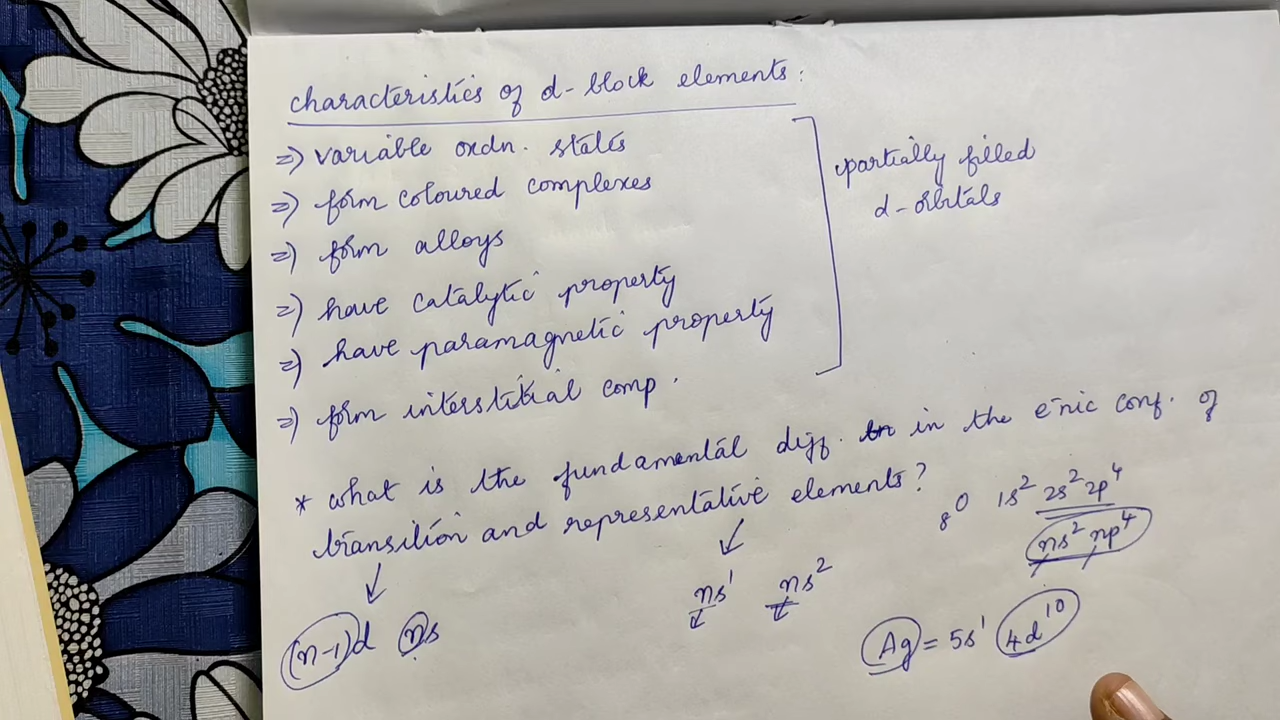 characteristics of d-block elements:
=) variable oxdn. states
=) form coloured complexes
=) form alloys
=) have catalytic property
=) have paramagnetic property
=) form interstitial comp.
partially filled
d-orbitals
* what is the fundamental diff. in the e⁻nic conf. of
transition and representative elements?
₈O 1s² 2s² 2p⁴
ns² np⁴
(n-1)d ns
ns¹ ns²
Ag = 5s¹ 4d¹⁰